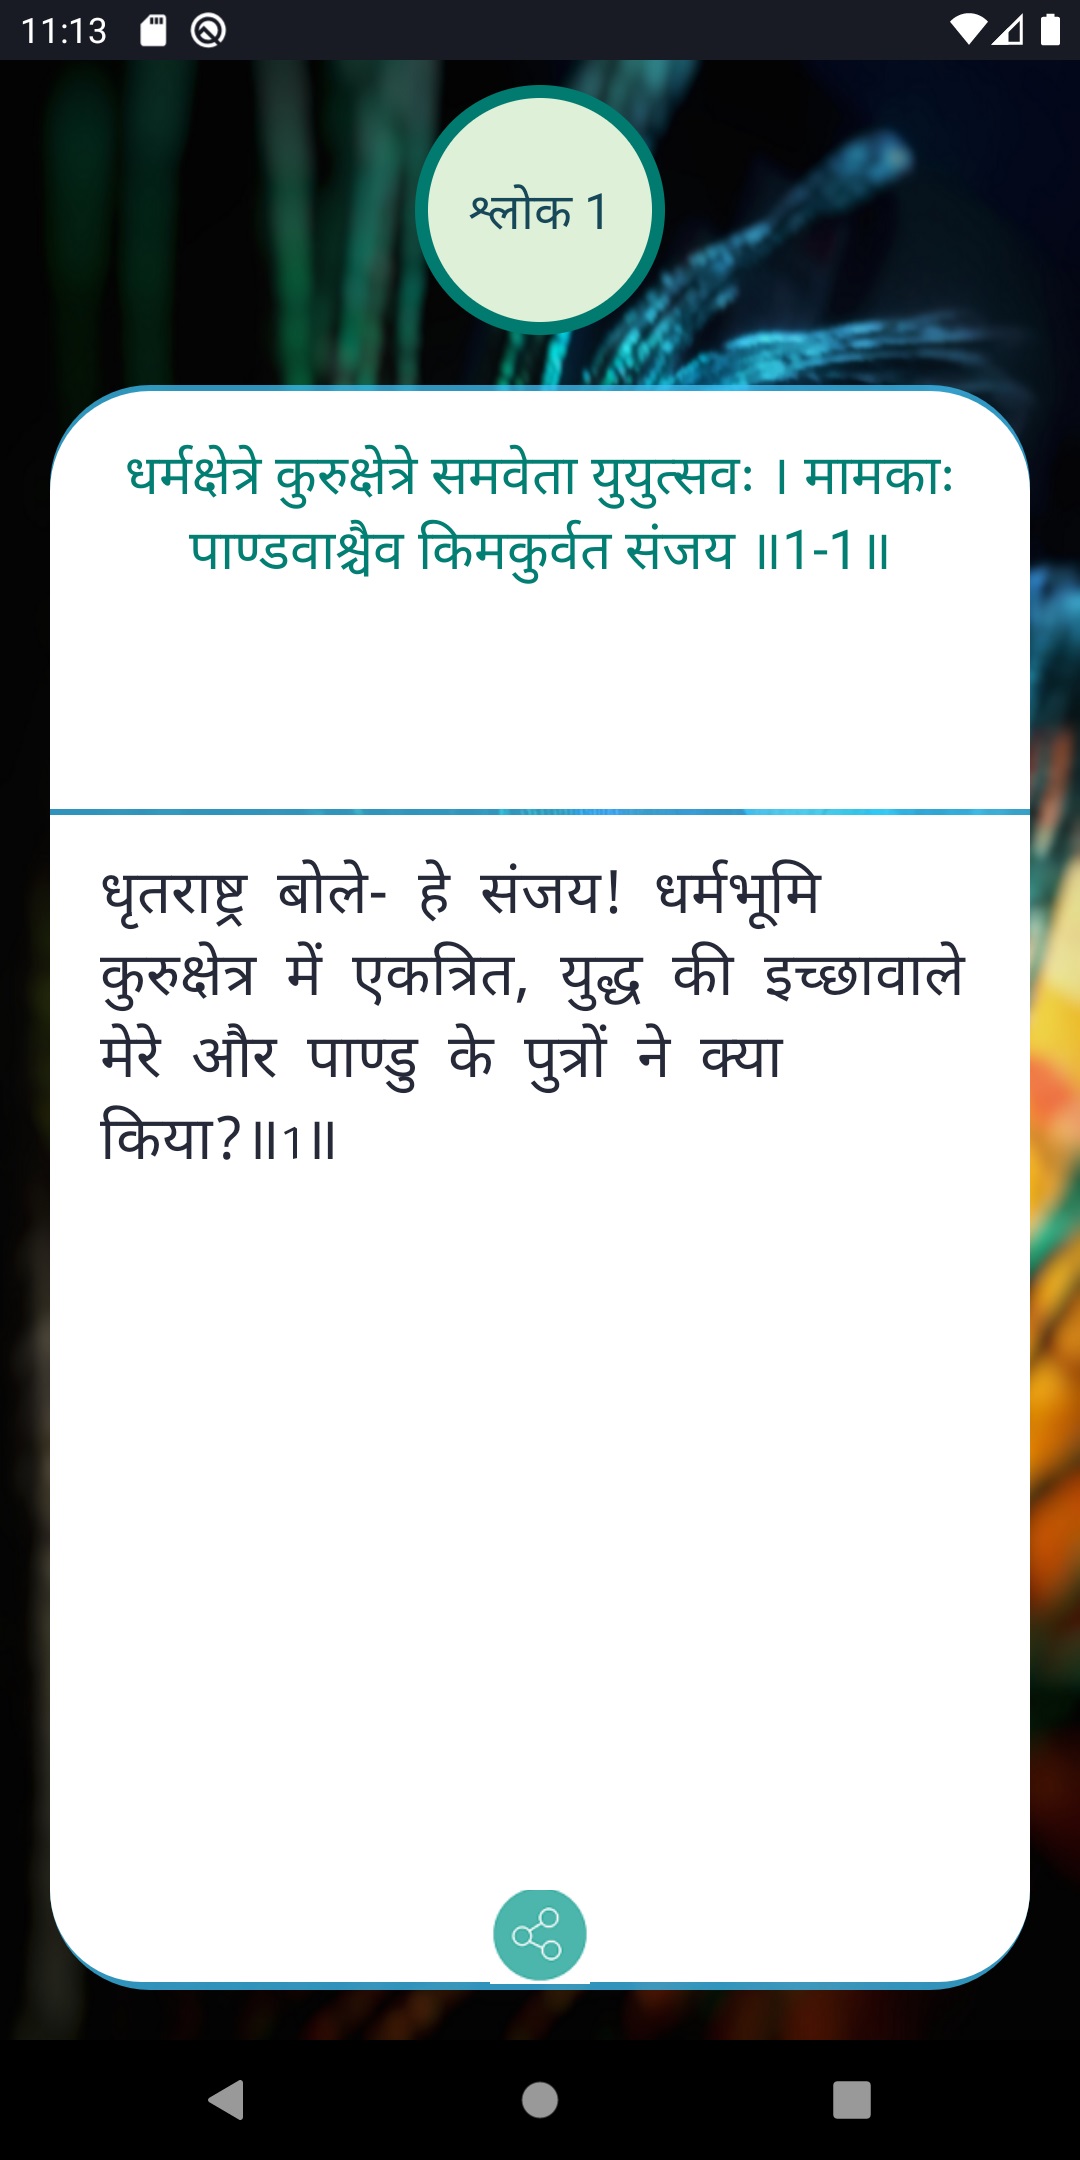 11:13
श्लोक 1
धर्मक्षेत्रे कुरुक्षेत्रे समवेता युयुत्सवः । मामकाः
पाण्डवाश्चैव किमकुर्वत संजय ॥1-1॥
धृतराष्ट्र बोले- हे संजय! धर्मभूमि
कुरुक्षेत्र में एकत्रित, युद्ध की इच्छावाले
मेरे और पाण्डु के पुत्रों ने क्या
किया?॥1॥